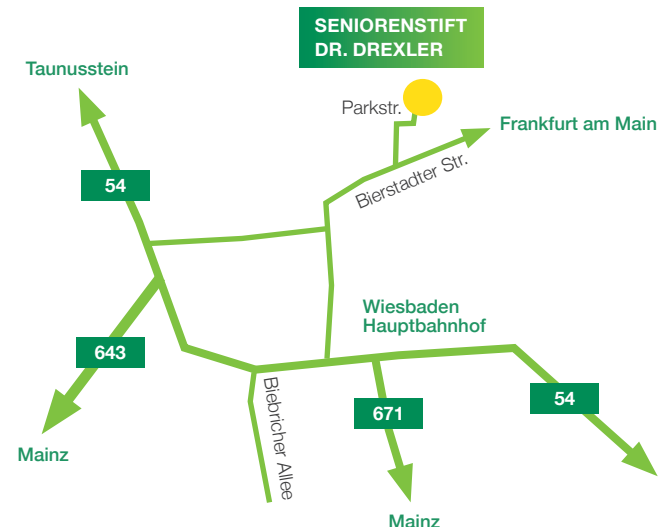 SENIORENSTIFT
DR. DREXLER
Taunusstein
Parkstr.
Frankfurt am Main
Bierstadter Str.
54
Wiesbaden
Hauptbahnhof
643
Biebricher Allee
671
54
Mainz
Mainz